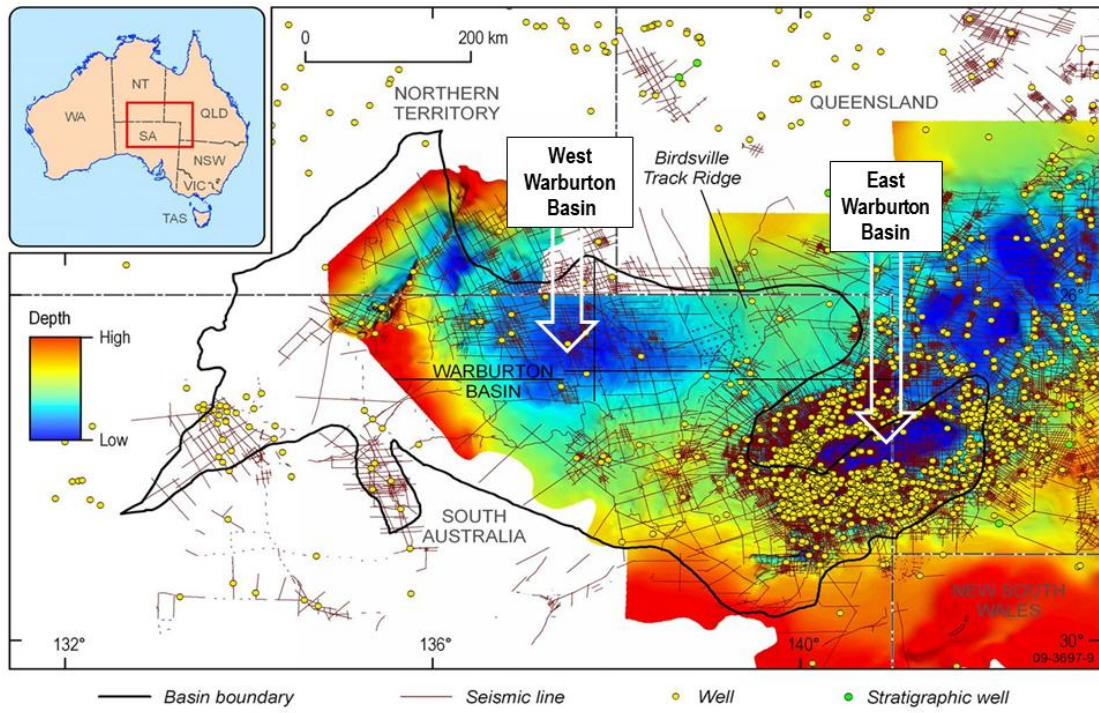 NT
WA
QLD
SA
NSW
VIC
TAS
0
200 km
NORTHERN
TERRITORY
QUEENSLAND
West
Warburton
Basin
Birdsville
Track Ridge
East
Warburton
Basin
26°
Depth
High
Low
WARBURTON
BASIN
SOUTH
AUSTRALIA
NEW SOUTH
WALES
132°
136°
140°
30°
09-3697-9
Basin boundary
Seismic line
Well
Stratigraphic well